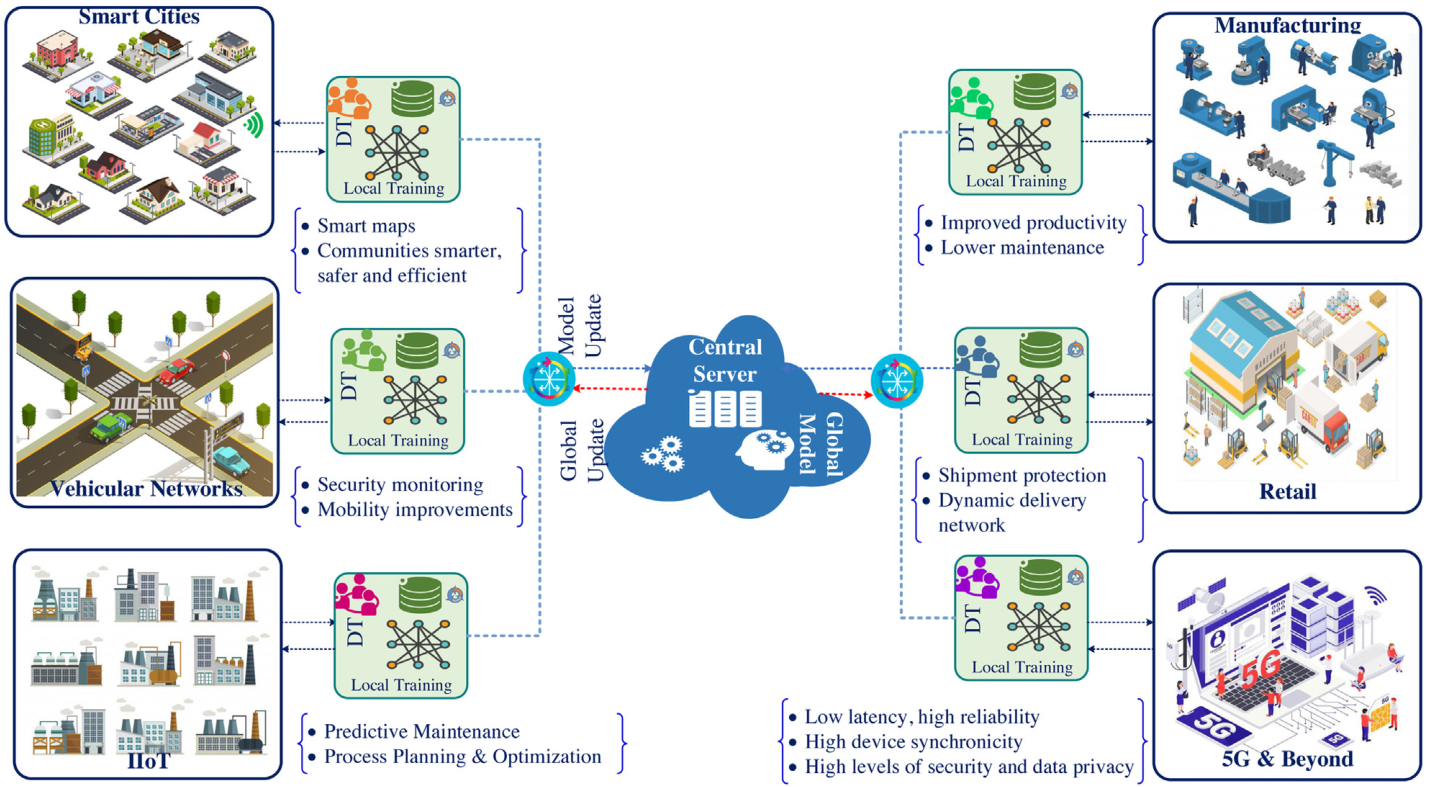 Smart Cities
DT
Local Training
• Smart maps
• Communities smarter,
safer and efficient
Vehicular Networks
DT
Local Training
• Security monitoring
• Mobility improvements
IIoT
DT
Local Training
• Predictive Maintenance
• Process Planning & Optimization
Model
Update
Global
Update
Central
Server
Global
Model
Manufacturing
DT
Local Training
• Improved productivity
• Lower maintenance
WAREHOUSE
Retail
DT
Local Training
• Shipment protection
• Dynamic delivery
network
5G
5G
5G
5G
5G & Beyond
DT
Local Training
• Low latency, high reliability
• High device synchronicity
• High levels of security and data privacy